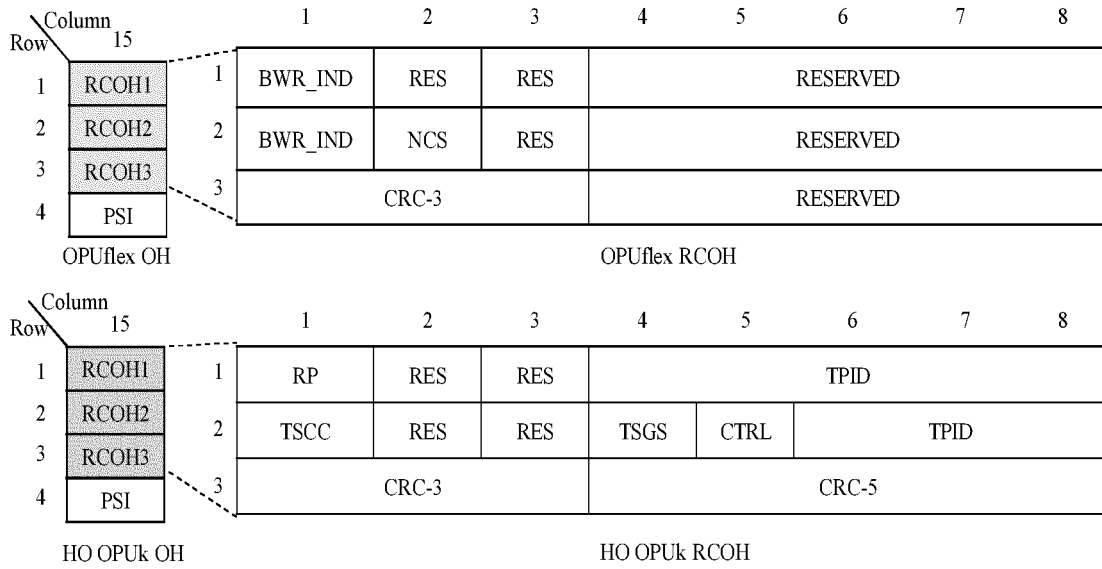 Column 1 2 3 4 5 6 7 8
Row 15
1 RCOH1 1 BWR_IND RES RES RESERVED
2 RCOH2 2 BWR_IND NCS RES RESERVED
3 RCOH3 3 CRC-3 RESERVED
4 PSI
OPUflex OH OPUflex RCOH
Column
Row 15 1 2 3 4 5 6 7 8
1 RCOH1 1 RP RES RES TPID
2 RCOH2 2 TSCC RES RES TSGS CTRL TPID
3 RCOH3 3 CRC-3 CRC-5
4 PSI
HO OPUk OH HO OPUk RCOH